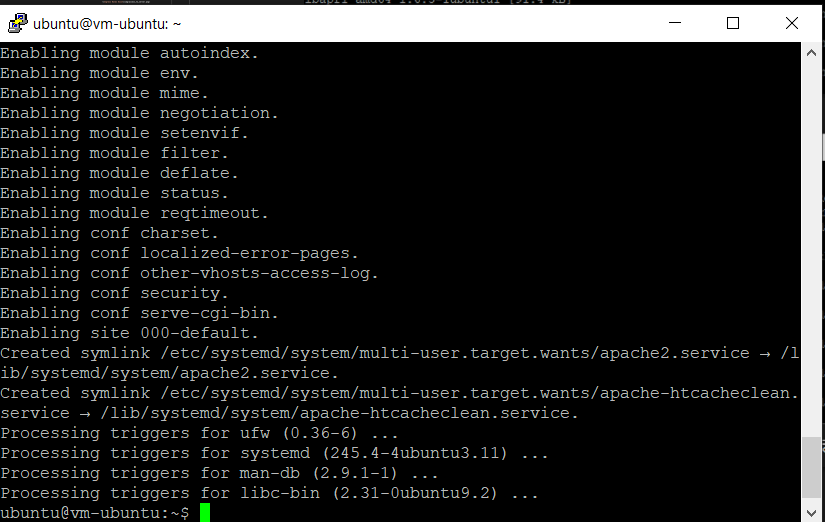 ubuntu@vm-ubuntu: ~
Enabling module autoindex.
Enabling module env.
Enabling module mime.
Enabling module negotiation.
Enabling module setenvif.
Enabling module filter.
Enabling module deflate.
Enabling module status.
Enabling module reqtimeout.
Enabling conf charset.
Enabling conf localized-error-pages.
Enabling conf other-vhosts-access-log.
Enabling conf security.
Enabling conf serve-cgi-bin.
Enabling site 000-default.
Created symlink /etc/systemd/system/multi-user.target.wants/apache2.service → /l
ib/systemd/system/apache2.service.
Created symlink /etc/systemd/system/multi-user.target.wants/apache-htcacheclean.
service → /lib/systemd/system/apache-htcacheclean.service.
Processing triggers for ufw (0.36-6) ...
Processing triggers for systemd (245.4-4ubuntu3.11) ...
Processing triggers for man-db (2.9.1-1) ...
Processing triggers for libc-bin (2.31-0ubuntu9.2) ...
ubuntu@vm-ubuntu:~$